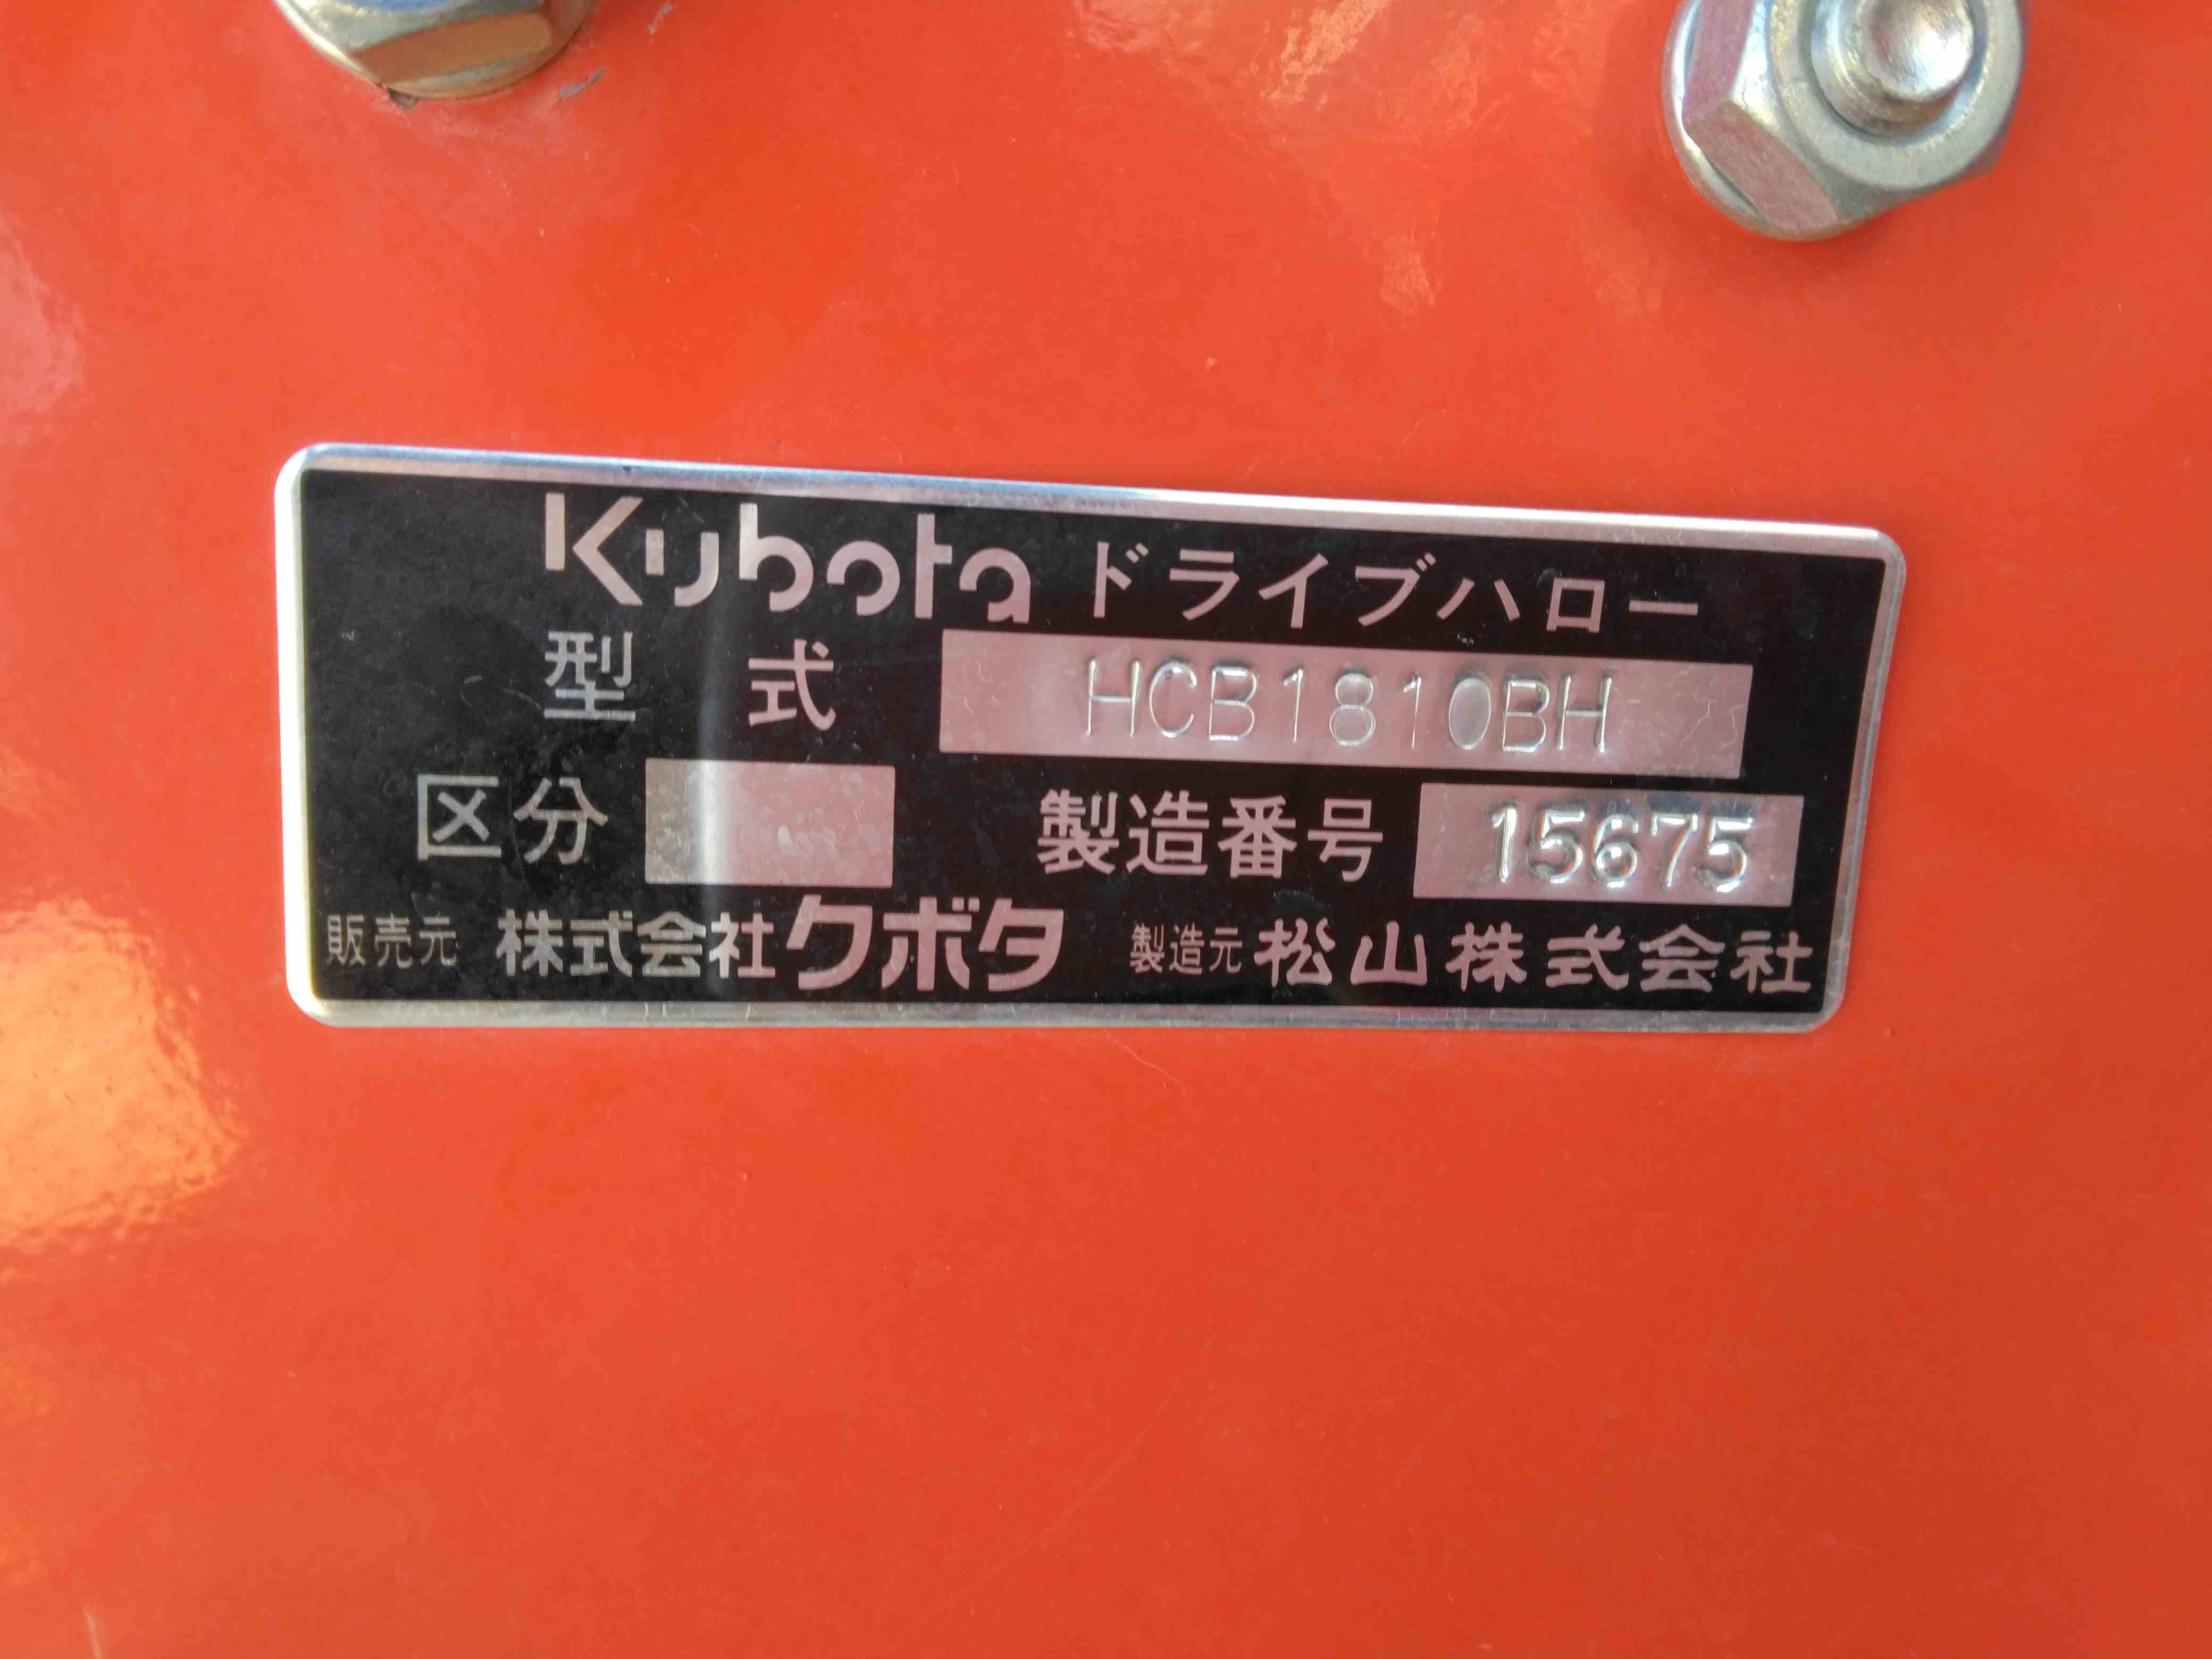 Kubota ドライブハロー
型式 HCB1810BH
区分 製造番号 15675
販売元 株式会社クボタ 製造元 松山株式会社